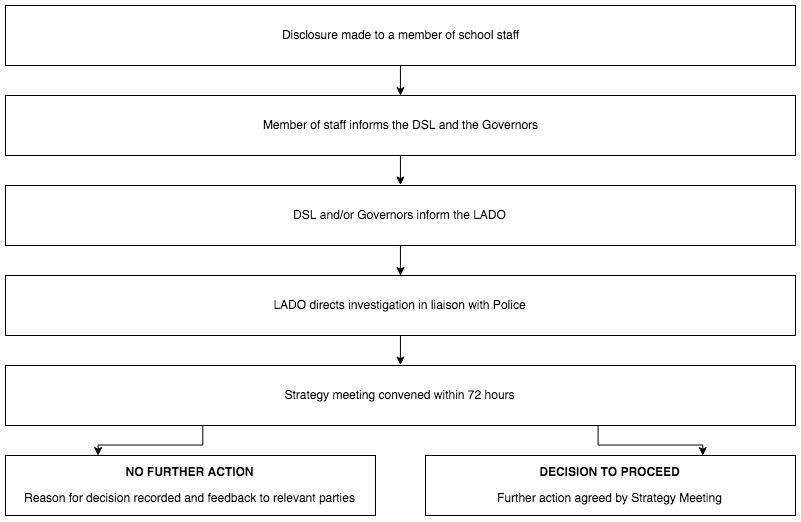 Disclosure made to a member of school staff
Member of staff informs the DSL and the Governors
DSL and/or Governors inform the LADO
LADO directs investigation in liaison with Police
Strategy meeting convened within 72 hours
NO FURTHER ACTION
Reason for decision recorded and feedback to relevant parties
DECISION TO PROCEED
Further action agreed by Strategy Meeting